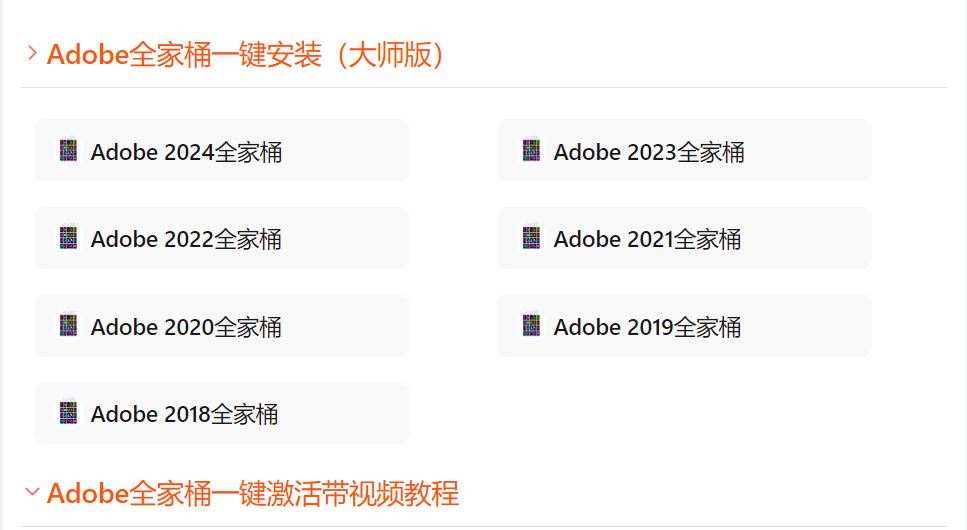 Adobe全家桶一键安装（大师版）
Adobe 2024全家桶
Adobe 2023全家桶
Adobe 2022全家桶
Adobe 2021全家桶
Adobe 2020全家桶
Adobe 2019全家桶
Adobe 2018全家桶
Adobe全家桶一键激活带视频教程